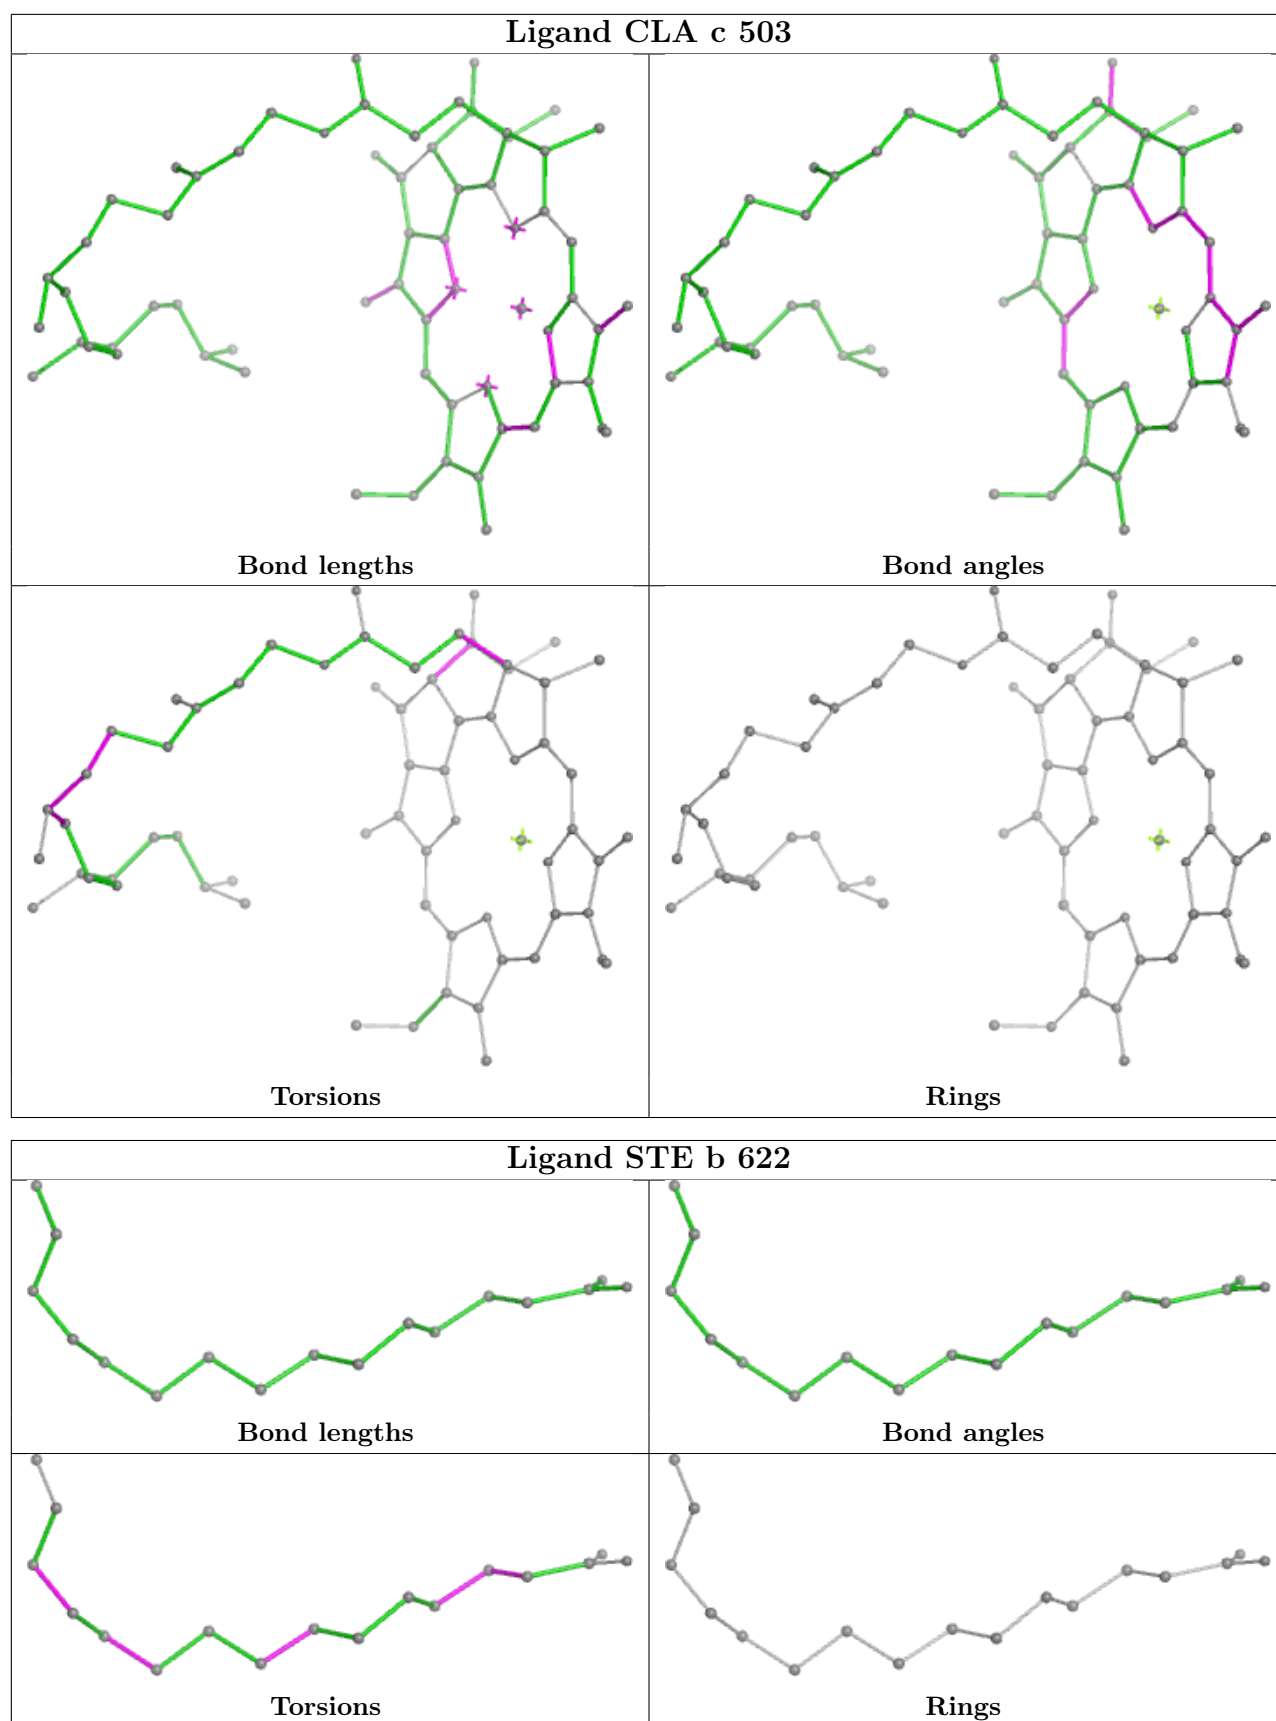 Ligand CLA c 503
Bond lengths
Bond angles
Torsions
Rings
Ligand STE b 622
Bond lengths
Bond angles
Torsions
Rings